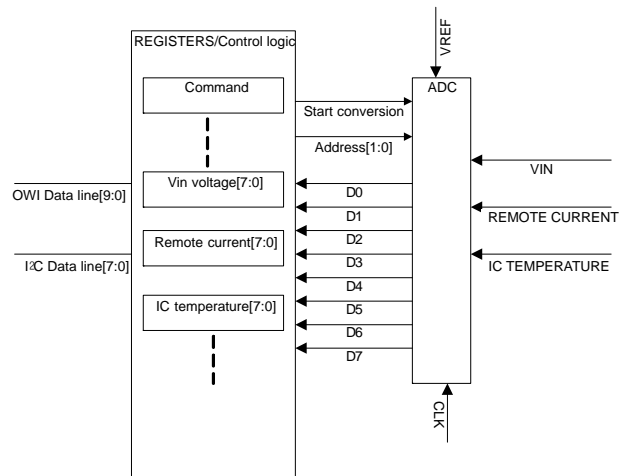 VREF
REGISTERS/Control logic
Command
ADC
Start conversion
Address[1:0]
VIN
Vin voltage[7:0]
OWI Data line[9:0]
D0
D1
REMOTE CURRENT
Remote current[7:0]
D2
I²C Data line[7:0]
D3
IC TEMPERATURE
D4
IC temperature[7:0]
D5
D6
D7
CLK